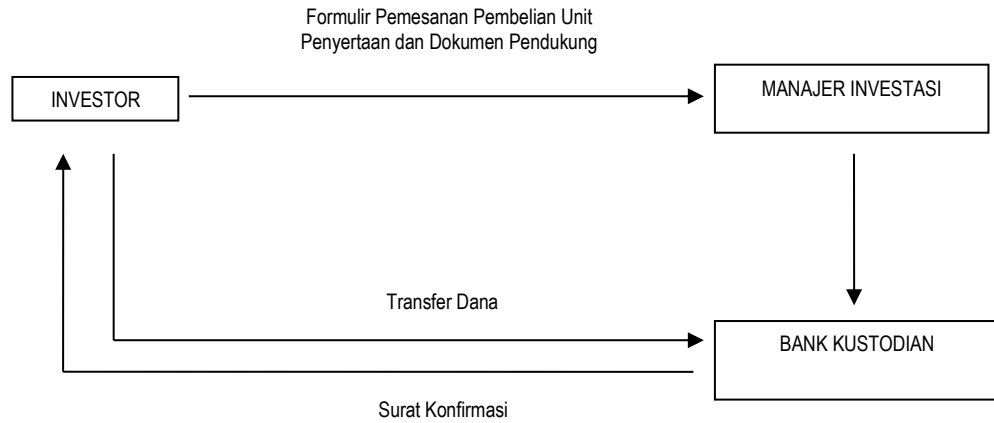 Formulir Pemesanan Pembelian Unit
Penyertaan dan Dokumen Pendukung
INVESTOR
MANAJER INVESTASI
Transfer Dana
BANK KUSTODIAN
Surat Konfirmasi